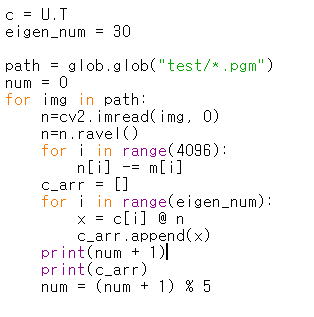 c = U.T
eigen_num = 30

path = glob.glob("test/*.pgm")
num = 0
for img in path:
    n=cv2.imread(img, 0)
    n=n.ravel()
    for i in range(4096):
        n[i] -= m[i]
    c_arr = []
    for i in range(eigen_num):
        x = c[i] @ n
        c_arr.append(x)
    print(num + 1)
    print(c_arr)
    num = (num + 1) % 5